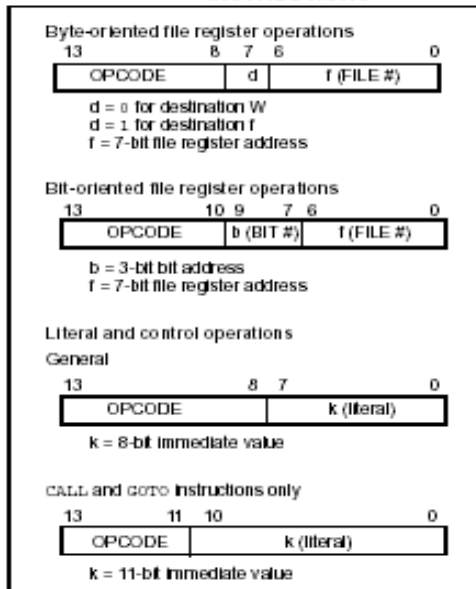 Byte-oriented file register operations
13 8 7 6 0
OPCODE d f (FILE #)
d = 0 for destination W
d = 1 for destination f
f = 7-bit file register address
Bit-oriented file register operations
13 10 9 7 6 0
OPCODE b (BIT #) f (FILE #)
b = 3-bit bit address
f = 7-bit file register address
Literal and control operations
General
13 8 7 0
OPCODE k (literal)
k = 8-bit immediate value
CALL and GOTO instructions only
13 11 10 0
OPCODE k (literal)
k = 11-bit immediate value